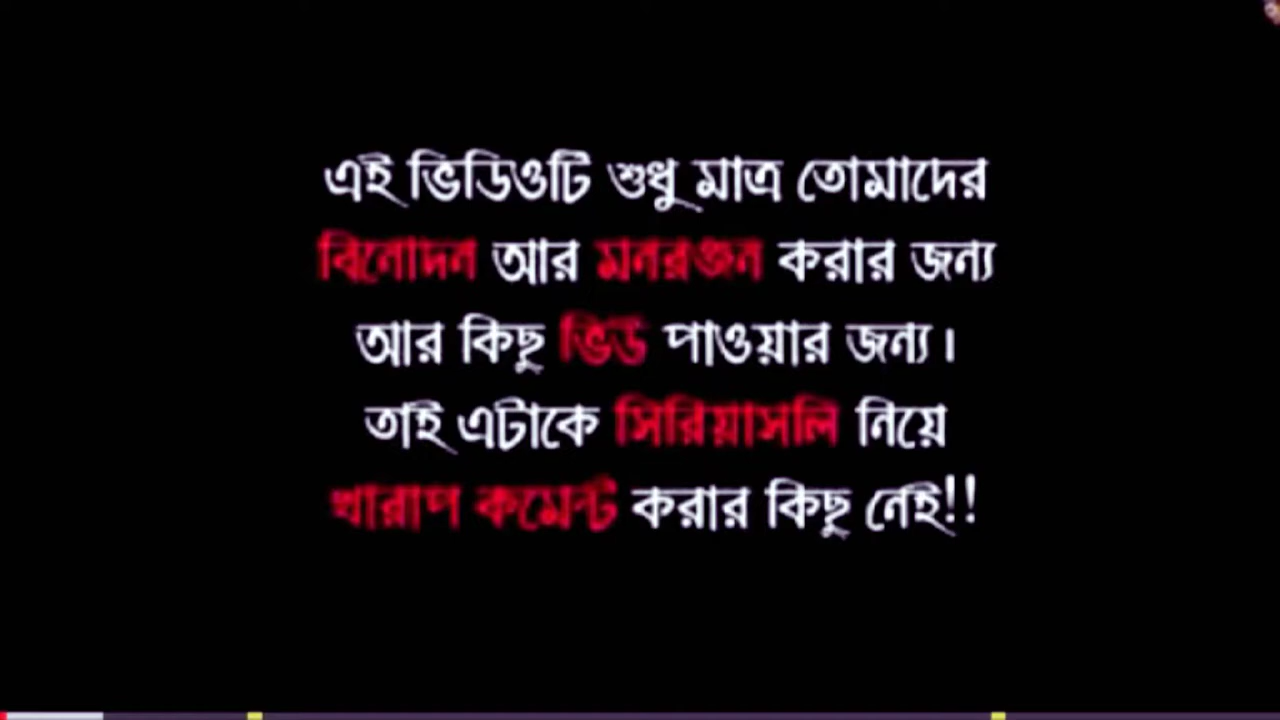 এই ভিডিওটি শুধু মাত্র তোমাদের
বিনোদন আর মনরঞ্জন করার জন্য
আর কিছু ভিউ পাওয়ার জন্য।
তাই এটাকে সিরিয়াসলি নিয়ে
খারাপ কমেন্ট করার কিছু নেই!!